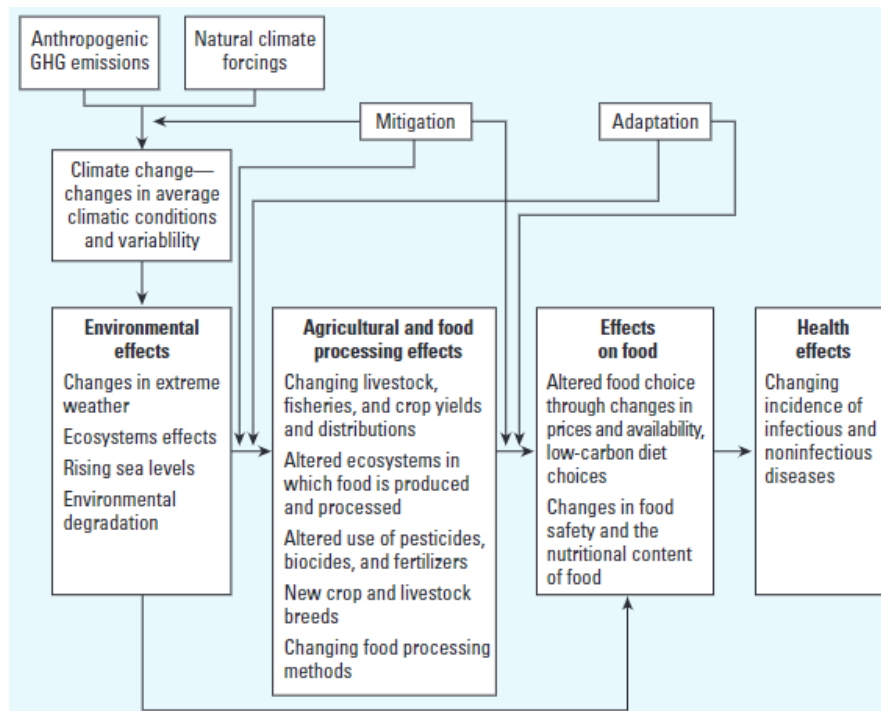 Anthropogenic
GHG emissions
Natural climate
forcings
Mitigation
Adaptation
Climate change—
changes in average
climatic conditions
and variablility
Environmental
effects
Changes in extreme
weather
Ecosystems effects
Rising sea levels
Environmental
degradation
Agricultural and food
processing effects
Changing livestock,
fisheries, and crop yields
and distributions
Altered ecosystems in
which food is produced
and processed
Altered use of pesticides,
biocides, and fertilizers
New crop and livestock
breeds
Changing food processing
methods
Effects
on food
Altered food choice
through changes in
prices and availability,
low-carbon diet
choices
Changes in food
safety and the
nutritional content
of food
Health
effects
Changing
incidence of
infectious and
noninfectious
diseases